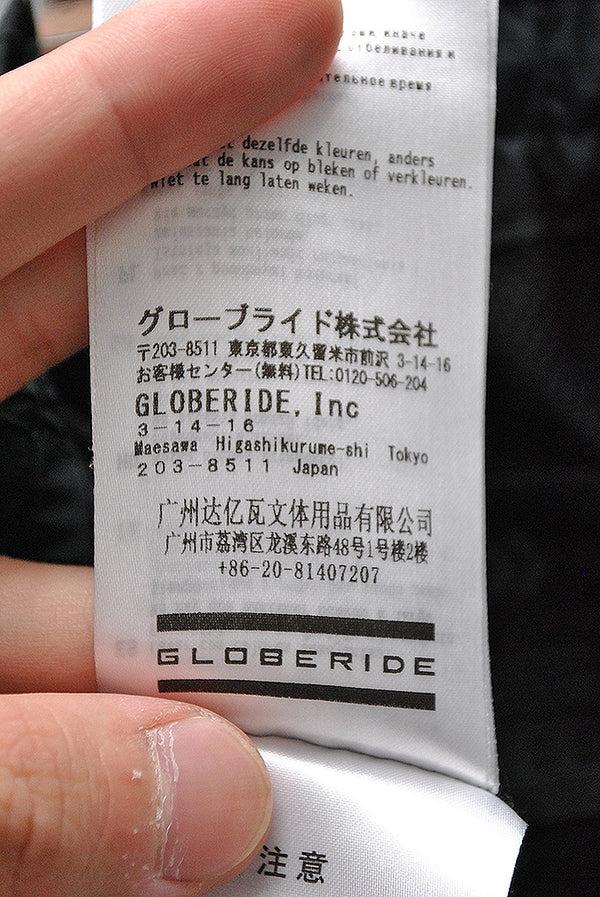 иначе
отбеливания и
время
dezelfde kleuren, anders
de kans op bleken of verkleuren.
te lang laten weken.
グローブライド株式会社
〒203-8511 東京都東久留米市前沢 3-14-16
お客様センター(無料)TEL:0120-506-204
GLOBERIDE, Inc
3-14-16
Maesawa Higashikurume-shi Tokyo
203-8511 Japan
广州达亿瓦文体用品有限公司
广州市荔湾区龙溪东路48号1号楼2楼
+86-20-81407207
GLOBERIDE
注意